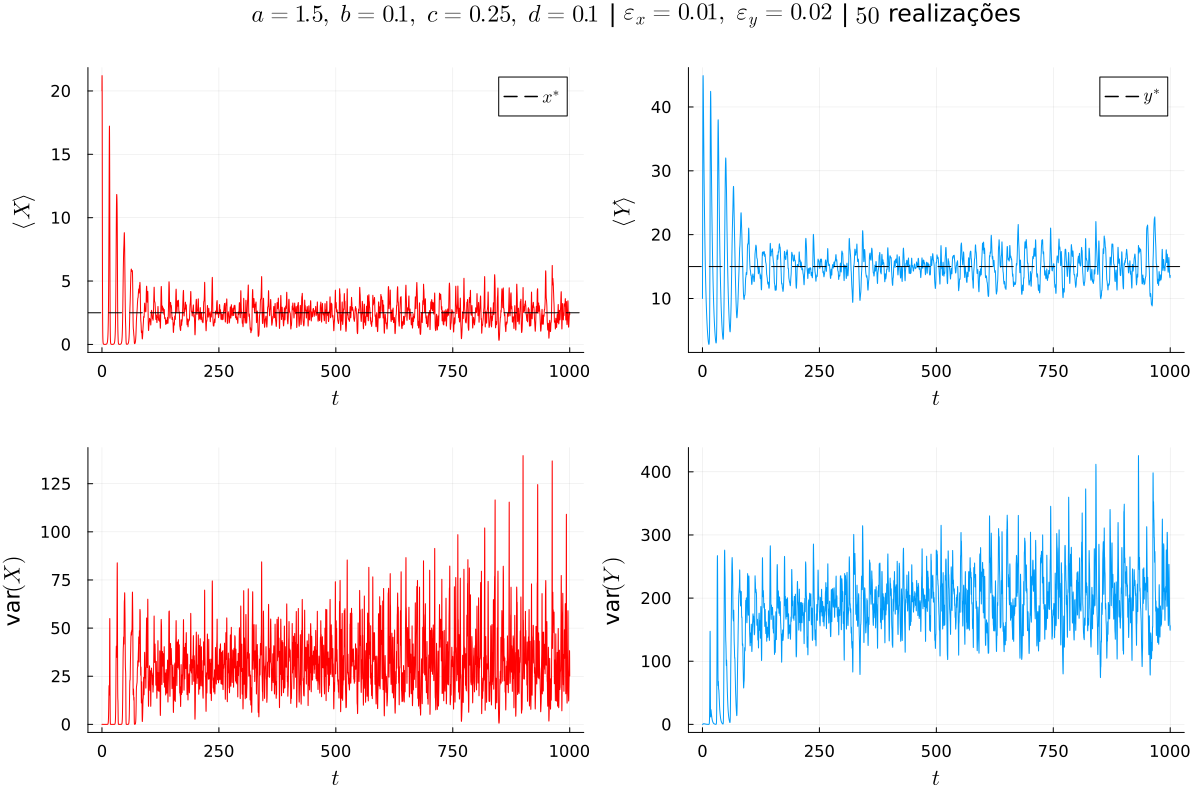 a = 1.5, b = 0.1, c = 0.25, d = 0.1 | εₓ = 0.01, ε_y = 0.02 | 50 realizações
20
15
10
5
0
⟨X⟩
x*
0 250 500 750 1000
t
40
30
20
10
⟨Y⟩
y*
0 250 500 750 1000
t
125
100
75
50
25
0
var(X)
0 250 500 750 1000
t
400
300
200
100
0
var(Y)
0 250 500 750 1000
t